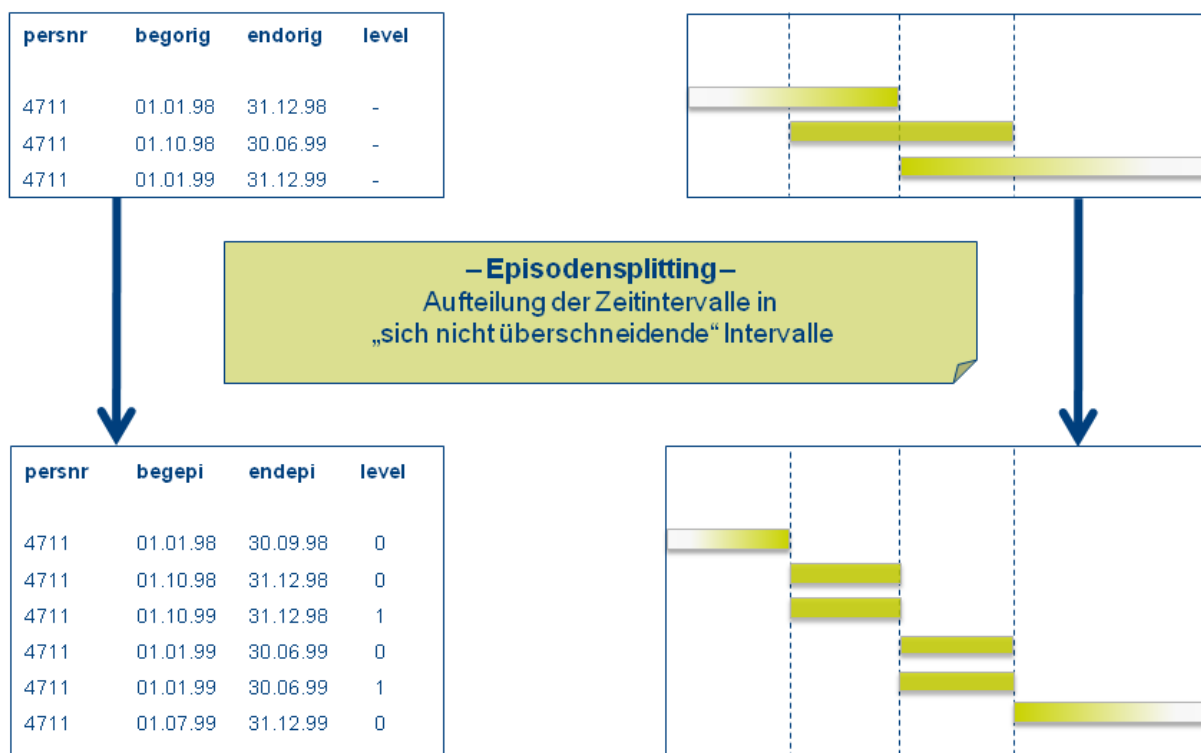 persnr begorig endorig level
4711 01.01.98 31.12.98 -
4711 01.10.98 30.06.99 -
4711 01.01.99 31.12.99 -
–Episodensplitting–
Aufteilung der Zeitintervalle in
„sich nicht überschneidende“ Intervalle
persnr begepi endepi level
4711 01.01.98 30.09.98 0
4711 01.10.98 31.12.98 0
4711 01.10.99 31.12.98 1
4711 01.01.99 30.06.99 0
4711 01.01.99 30.06.99 1
4711 01.07.99 31.12.99 0